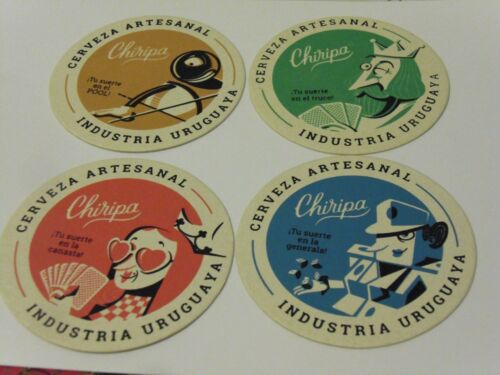 CERVEZA ARTESANAL
Chiripa
¡Tu suerte
en el
POOL!
INDUSTRIA URUGUAYA
CERVEZA ARTESANAL
Chiripa
¡Tu suerte
en el truco!
INDUSTRIA URUGUAYA
CERVEZA ARTESANAL
Chiripa
¡Tu suerte
en la
canasta!
INDUSTRIA URUGUAYA
CERVEZA ARTESANAL
Chiripa
¡Tu suerte
en la
generala!
INDUSTRIA URUGUAYA